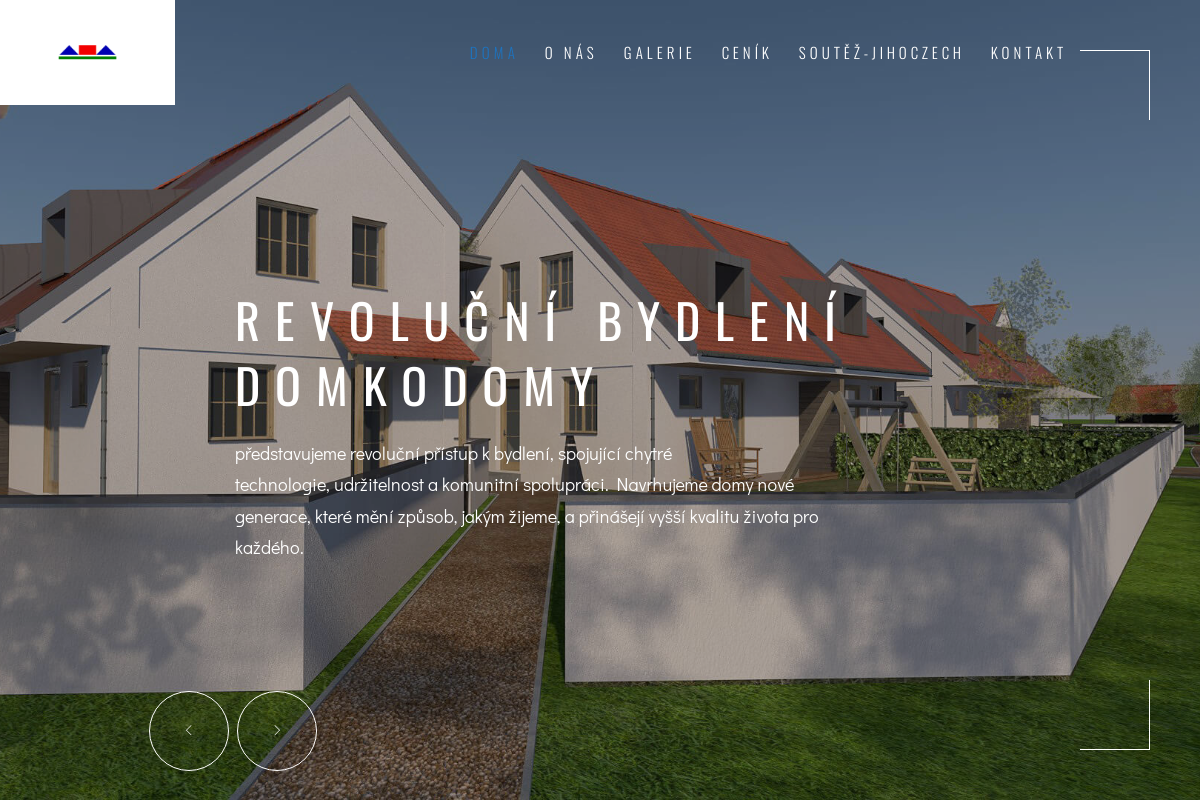 DOMA O NÁS GALERIE CENÍK SOUTĚŽ-JIHOCZECH KONTAKT
REVOLUČNÍ BYDLENÍ
DOMKODOMY
představujeme revoluční přístup k bydlení, spojující chytré
technologie, udržitelnost a komunitní spolupráci. Navrhujeme domy nové
generace, které mění způsob, jakým žijeme, a přinášejí vyšší kvalitu života pro
každého.